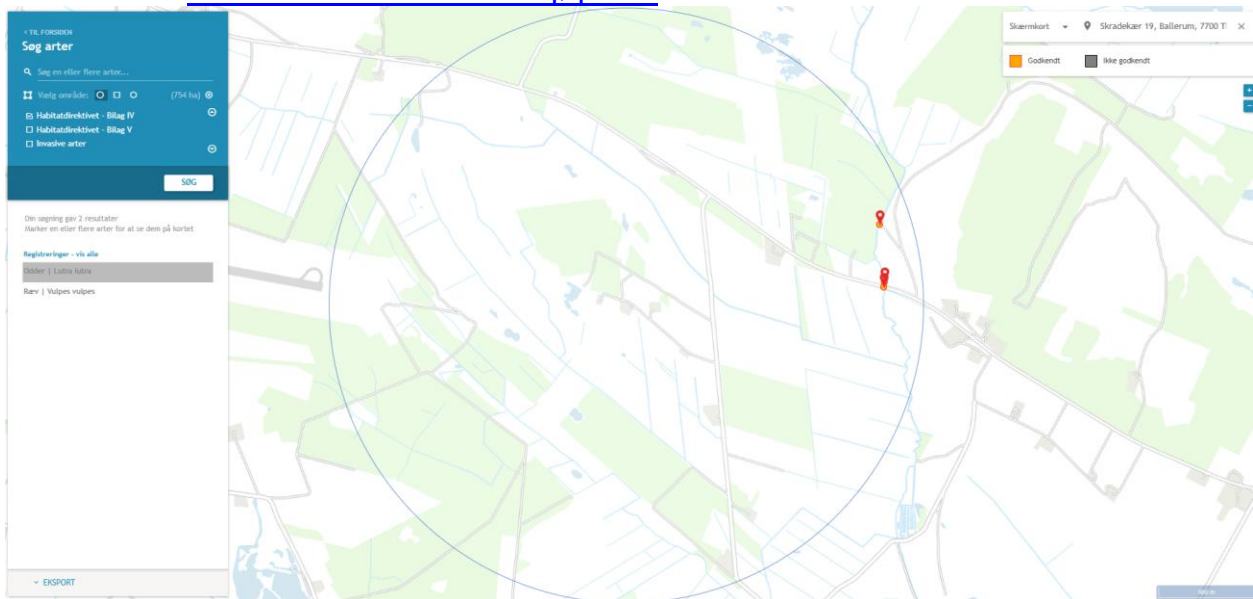 < TIL FORSIDEN
Søg arter
Søg en eller flere arter...
Vælg område:
(754 ha)
Habitatdirektivet - Bilag IV
Habitatdirektivet - Bilag V
Invasive arter
SØG
Din søgning gav 2 resultater
Marker en eller flere arter for at se dem på kortet
Registreringer - vis alle
Odder | Lutra lutra
Ræv | Vulpes vulpes
EKSPORT
Skærmkort
Skradekær 19, Ballerum, 7700 T
Godkendt
Ikke godkendt